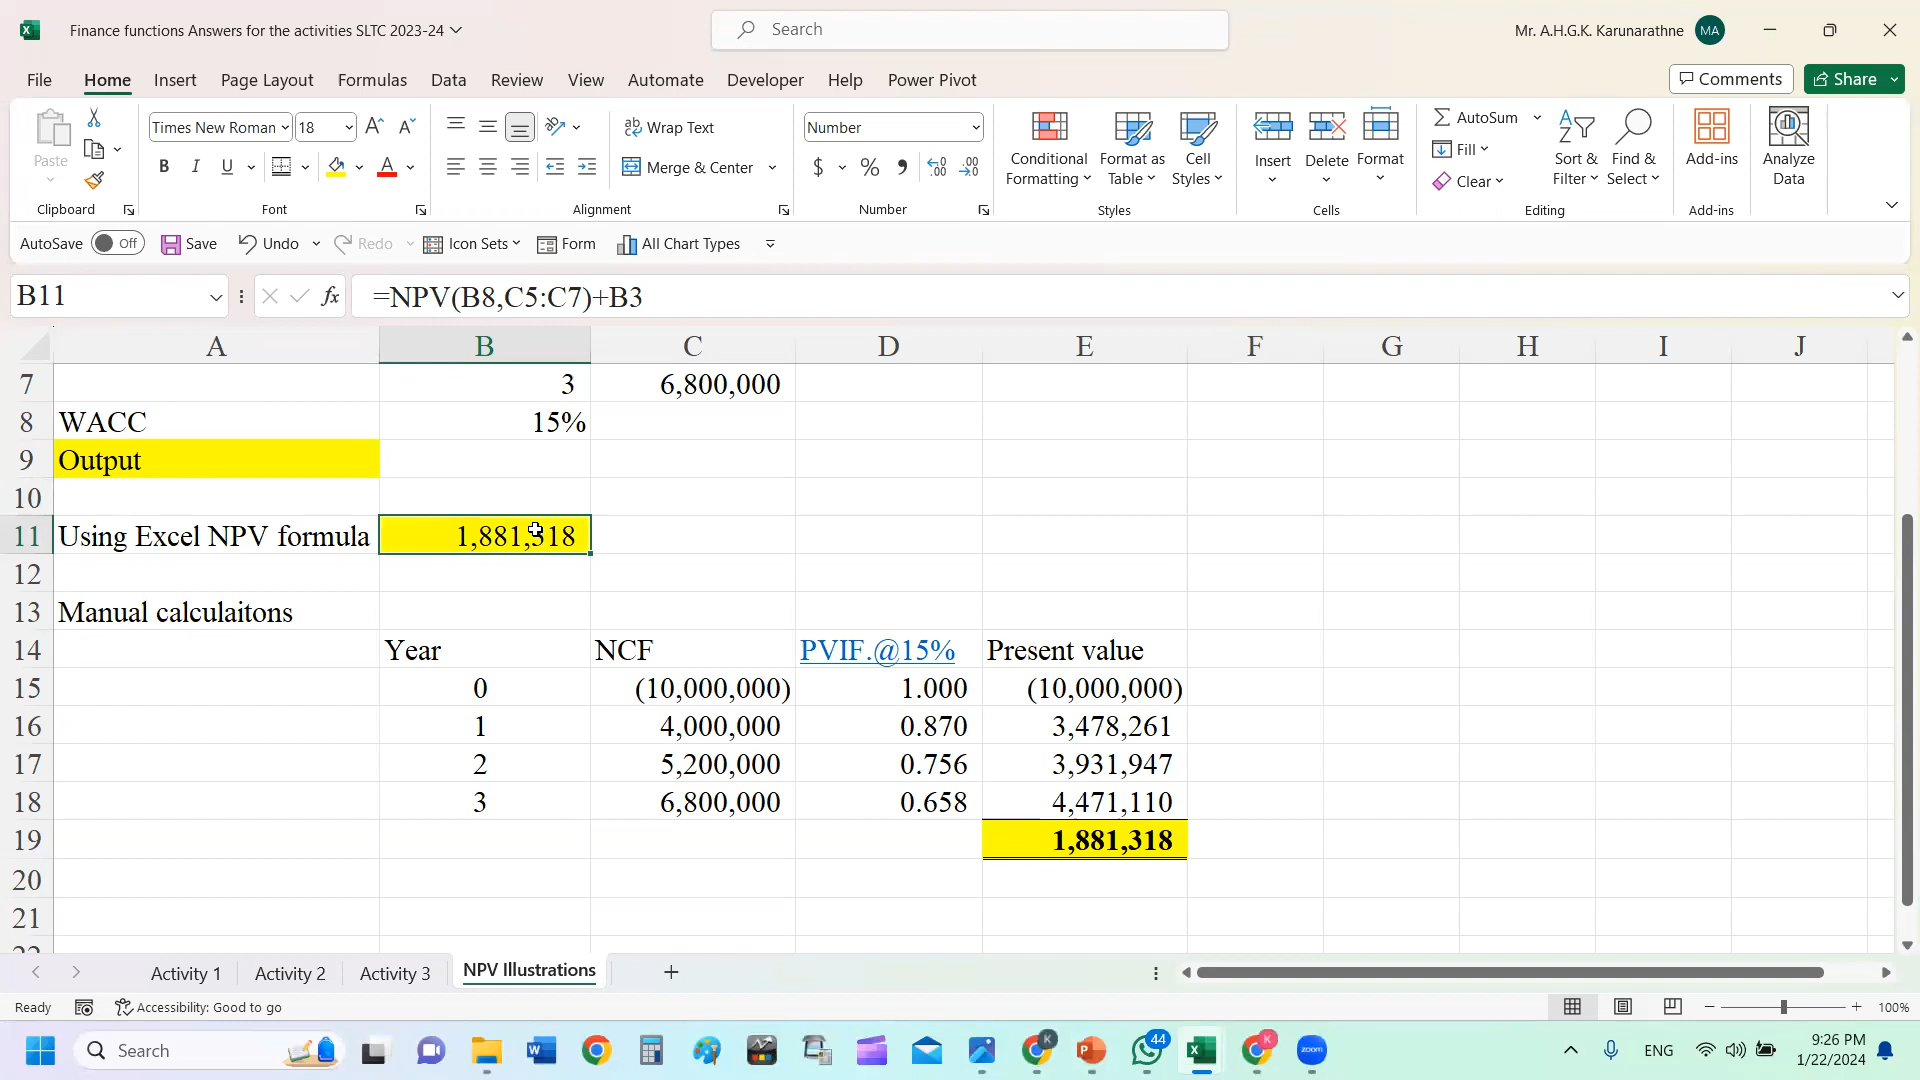 Finance functions Answers for the activities SLTC 2023-24
Search
Mr. A.H.G.K. Karunarathne
MA
File Home Insert Page Layout Formulas Data Review View Automate Developer Help Power Pivot
Comments
Share
Paste
Clipboard
Times New Roman
18
A A
B I U
A
Font
Wrap Text
Merge & Center
Alignment
Number
$ %
Number
Conditional Formatting
Format as Table
Cell Styles
Styles
Insert
Delete
Format
Cells
AutoSum
Fill
Clear
Sort & Filter
Find & Select
Editing
Add-ins
Add-ins
Analyze Data
AutoSave Off Save Undo Redo Icon Sets Form All Chart Types
B11
fx
=NPV(B8,C5:C7)+B3
A B C D E F G H I J
7 3 6,800,000
8 WACC 15%
9 Output
10
11 Using Excel NPV formula 1,881,318
12
13 Manual calculaitons
14 Year NCF PVIF.@15% Present value
15 0 (10,000,000) 1.000 (10,000,000)
16 1 4,000,000 0.870 3,478,261
17 2 5,200,000 0.756 3,931,947
18 3 6,800,000 0.658 4,471,110
19 1,881,318
20
21
22
Activity 1 Activity 2 Activity 3 NPV Illustrations
Ready Accessibility: Good to go
100%
Search
W
K
P
44
X
K
zoom
ENG
9:26 PM
1/22/2024